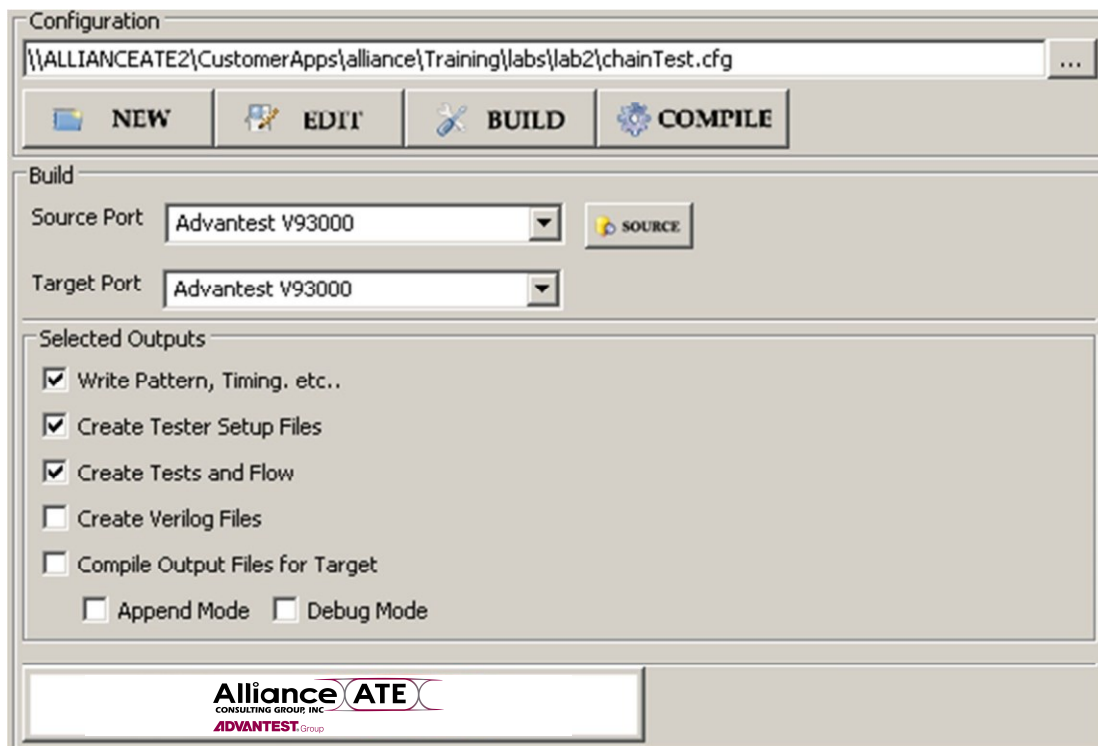 Configuration
\\ALLIANCEATE2\CustomerApps\alliance\Training\labs\lab2\chainTest.cfg ...
NEW EDIT BUILD COMPILE
Build
Source Port Advantest V93000 SOURCE
Target Port Advantest V93000
Selected Outputs
Write Pattern, Timing. etc..
Create Tester Setup Files
Create Tests and Flow
Create Verilog Files
Compile Output Files for Target
Append Mode Debug Mode
Alliance ATE
CONSULTING GROUP, INC
ADVANTEST Group